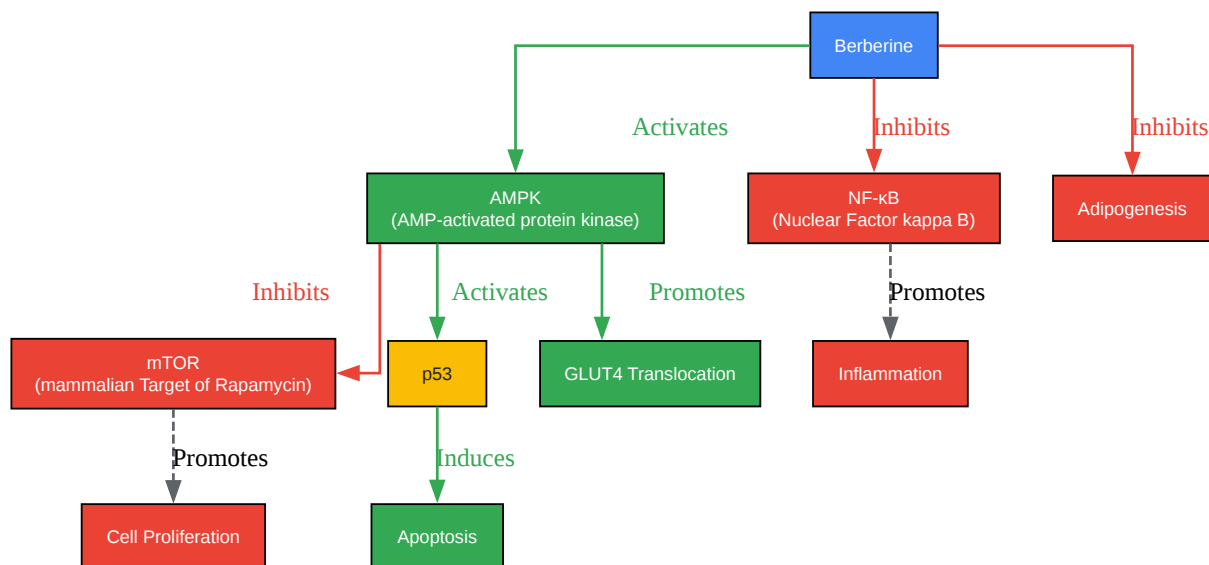 Berberine
Activates
Inhibits
Inhibits
AMPK
(AMP-activated protein kinase)
NF-κB
(Nuclear Factor kappa B)
Adipogenesis
Inhibits
Activates
Promotes
Promotes
mTOR
(mammalian Target of Rapamycin)
p53
GLUT4 Translocation
Inflammation
Promotes
Induces
Cell Proliferation
Apoptosis